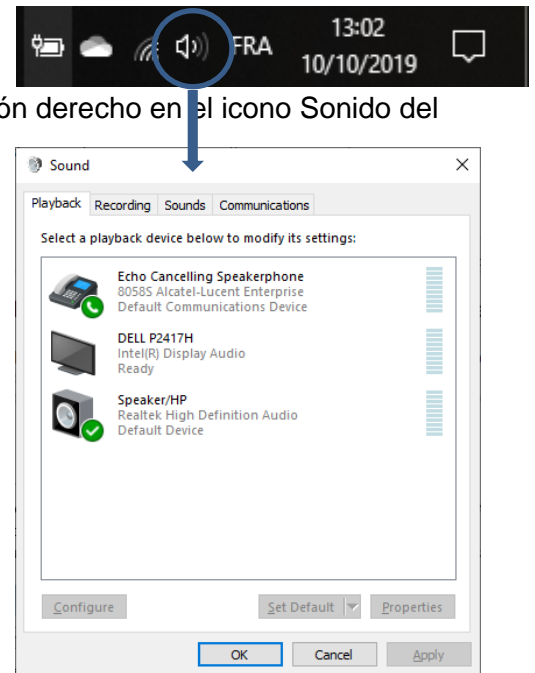 13:02
FRA
10/10/2019
ón derecho en el icono Sonido del
Sound
Playback Recording Sounds Communications
Select a playback device below to modify its settings:
Echo Cancelling Speakerphone
8058S Alcatel-Lucent Enterprise
Default Communications Device
DELL P2417H
Intel(R) Display Audio
Ready
Speaker/HP
Realtek High Definition Audio
Default Device
Configure Set Default Properties
OK Cancel Apply